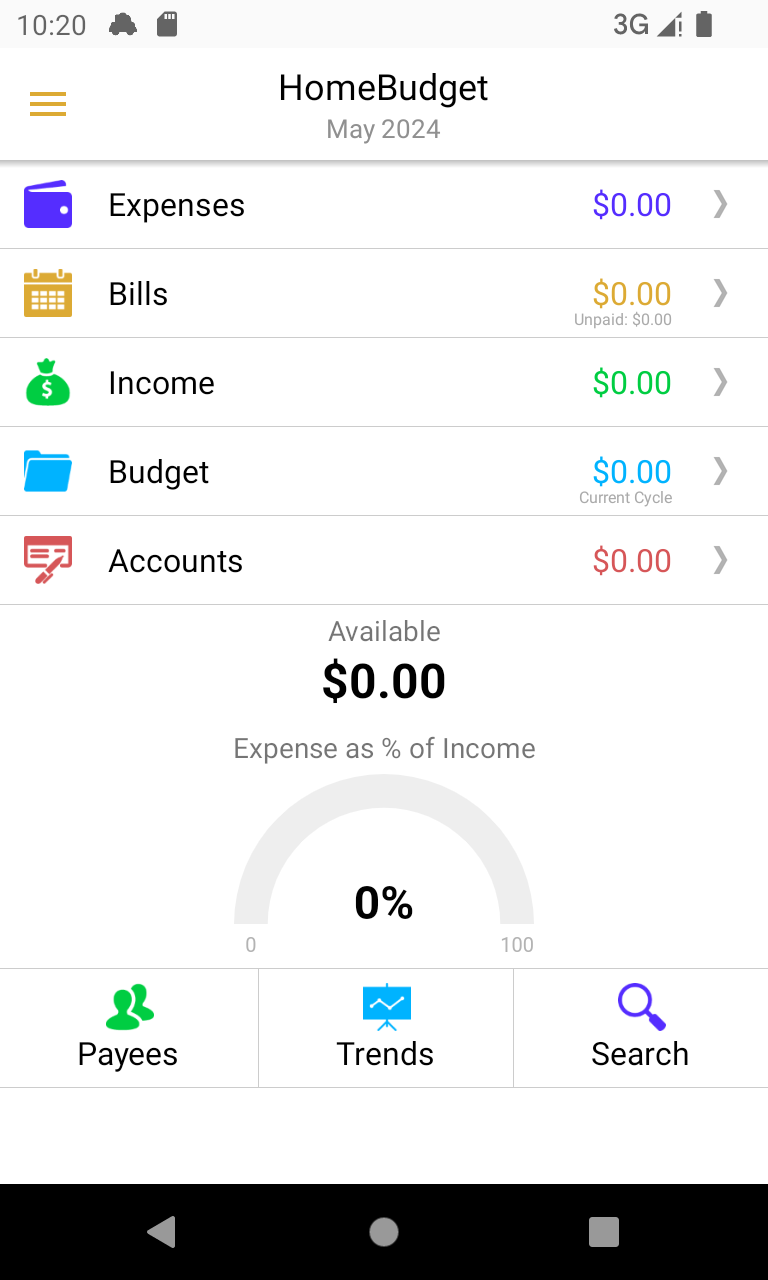 10:20 3G
HomeBudget
May 2024
Expenses $0.00
Bills $0.00
Unpaid: $0.00
Income $0.00
Budget $0.00
Current Cycle
Accounts $0.00
Available
$0.00
Expense as % of Income
0%
0 100
Payees Trends Search